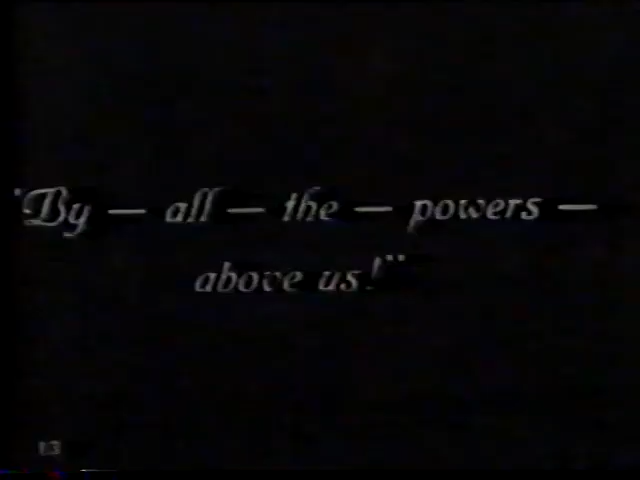 "By — all — the — powers —
above us!"
13